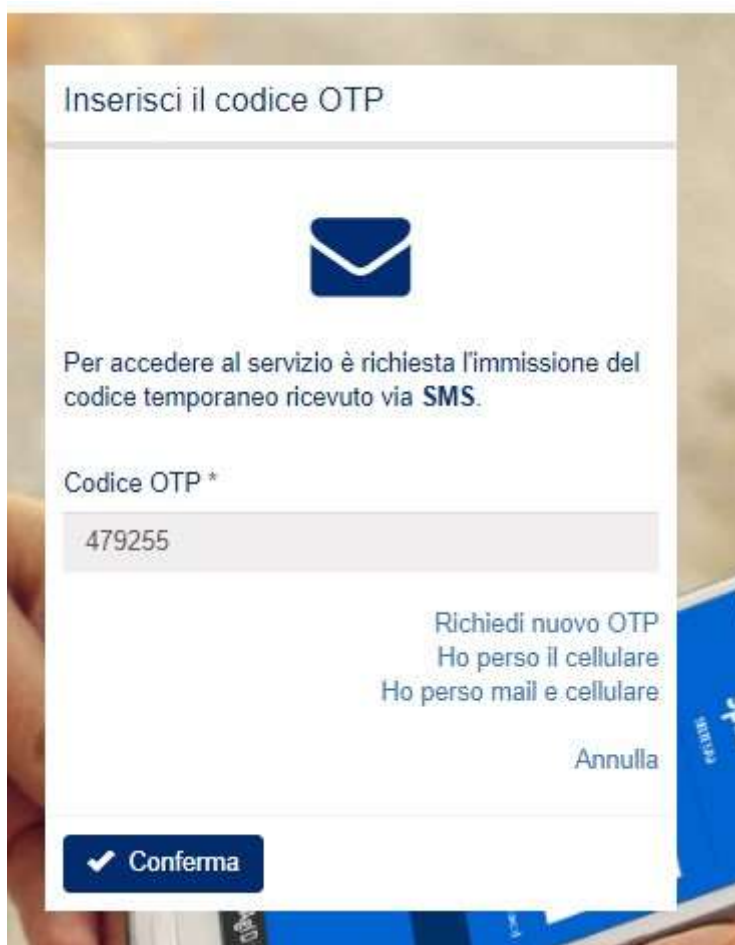 Inserisci il codice OTP
Per accedere al servizio è richiesta l'immissione del
codice temporaneo ricevuto via SMS.
Codice OTP *
479255
Richiedi nuovo OTP
Ho perso il cellulare
Ho perso mail e cellulare
Annulla
Conferma